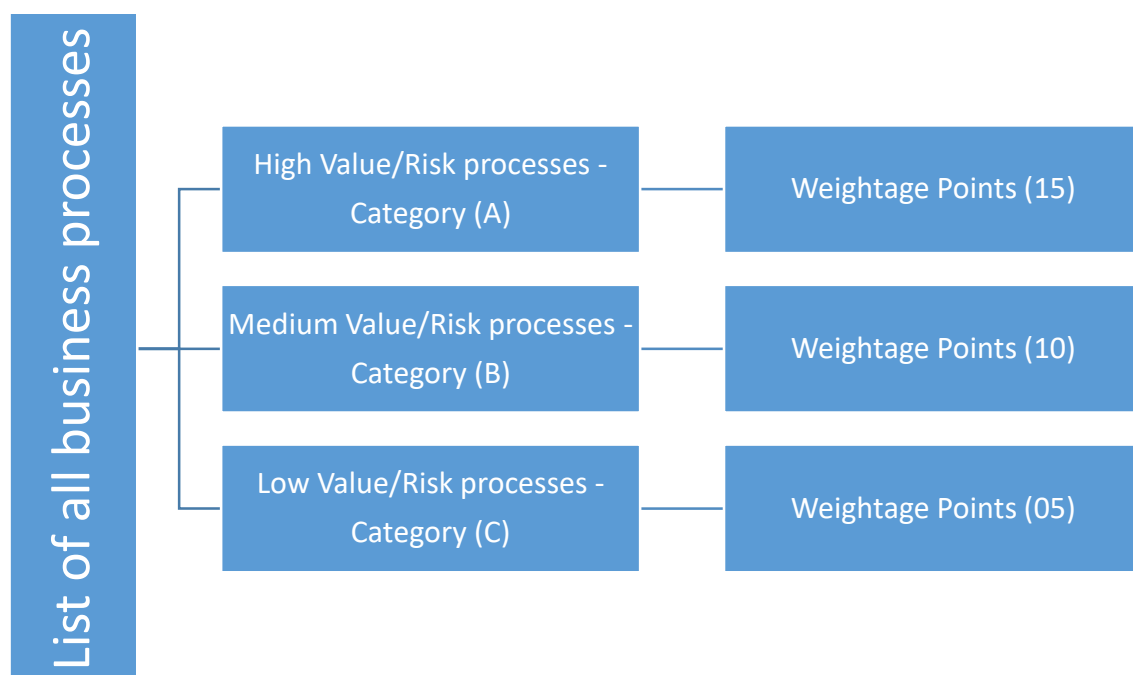 List of all business processes
High Value/Risk processes -
Category (A)
Weightage Points (15)
Medium Value/Risk processes -
Category (B)
Weightage Points (10)
Low Value/Risk processes -
Category (C)
Weightage Points (05)